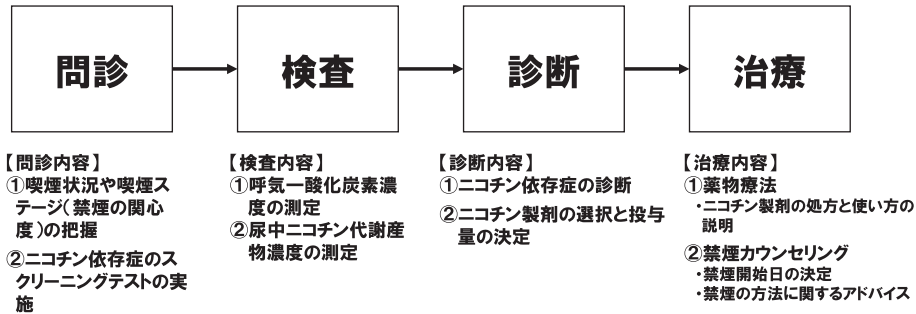 問診
検査
診断
治療
【問診内容】
①喫煙状況や喫煙ス
テージ(禁煙の関心
度)の把握
②ニコチン依存症のス
クリーニングテストの実
施
【検査内容】
①呼気一酸化炭素濃
度の測定
②尿中ニコチン代謝産
物濃度の測定
【診断内容】
①ニコチン依存症の診断
②ニコチン製剤の選択と投与
量の決定
【治療内容】
①薬物療法
・ニコチン製剤の処方と使い方の
説明
②禁煙カウンセリング
・禁煙開始日の決定
・禁煙の方法に関するアドバイス